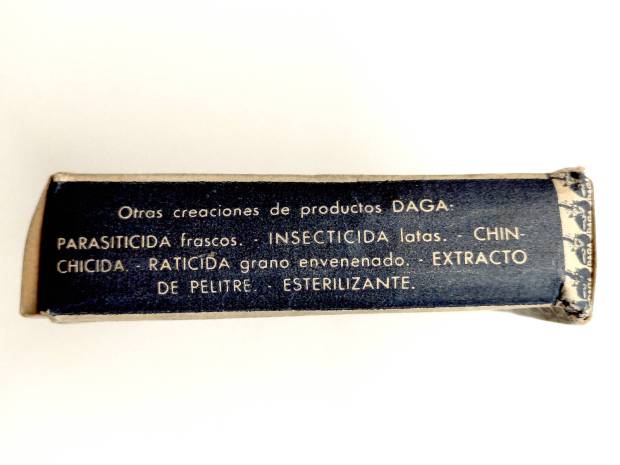 Otras creaciones de productos DAGA:
PARASITICIDA frascos. - INSECTICIDA latas. - CHIN-
CHICIDA. - RATICIDA grano envenenado. - EXTRACTO
DE PELITRE. - ESTERILIZANTE.